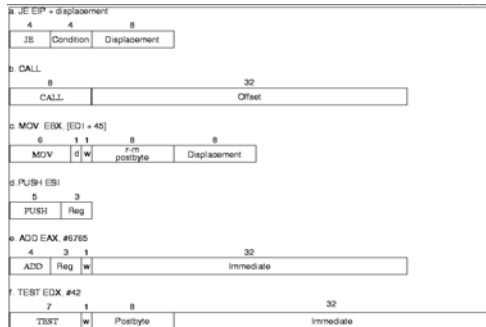 a. JE EIP + displacement
4 4 8
JE Condition Displacement
b. CALL
8 32
CALL Offset
c. MOV EBX, [EDI + 45]
6 1 1 8 8
MOV d w r-m postbyte Displacement
d. PUSH ESI
5 3
PUSH Reg
e. ADD EAX, #6765
4 3 1 32
ADD Reg w Immediate
f. TEST EDX, #42
7 1 8 32
TEST w Postbyte Immediate